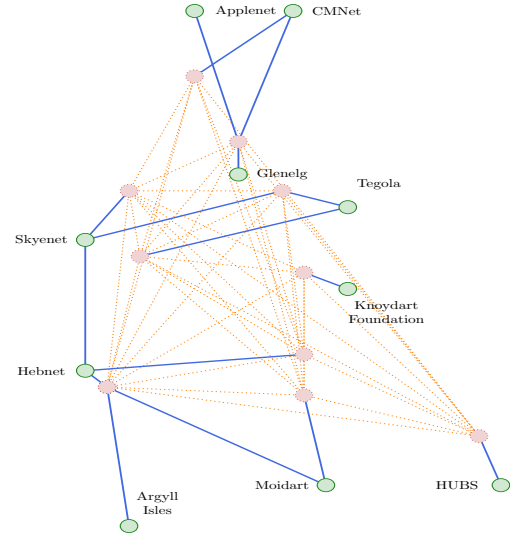 Applenet
CMNet
Glenelg
Tegola
Skyenet
Knoydart
Foundation
Hebnet
Argyll
Isles
Moidart
HUBS